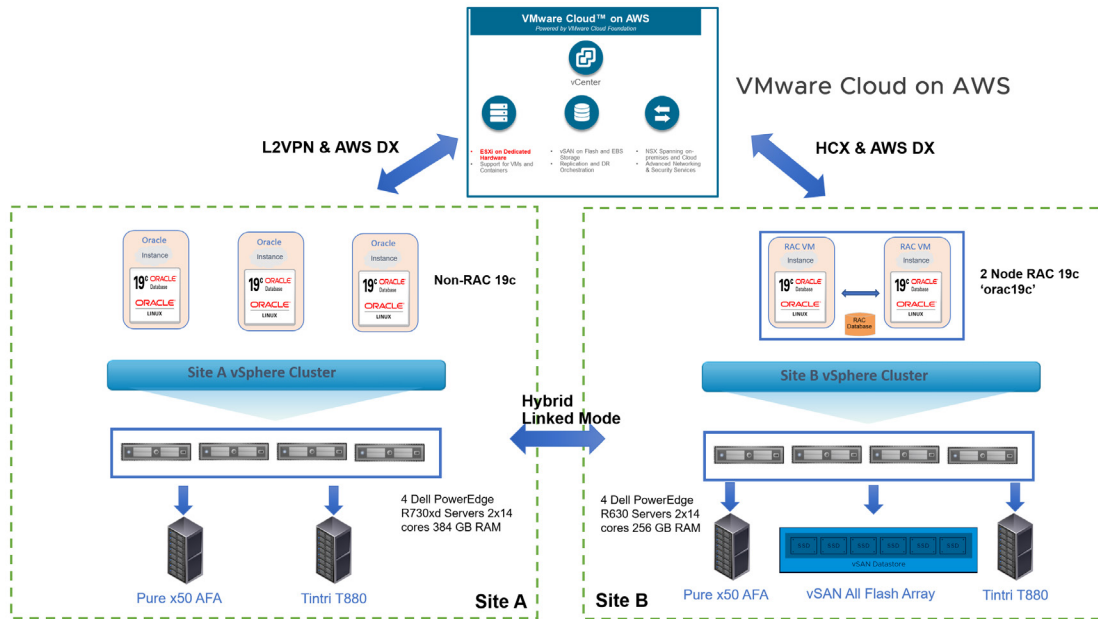 VMware Cloud™ on AWS
Powered by VMware Cloud Foundation
vCenter
• ESXi on Dedicated
Hardware
• Support for VMs and
Containers
• vSAN on Flash and EBS
Storage
• Replication and DR
Orchestration
• NSX Spanning on-
premises and Cloud
• Advanced Networking
& Security Services
VMware Cloud on AWS
L2VPN & AWS DX
HCX & AWS DX
Oracle
Instance
19c ORACLE
Database
ORACLE
LINUX
Oracle
Instance
19c ORACLE
Database
ORACLE
LINUX
Oracle
Instance
19c ORACLE
Database
ORACLE
LINUX
Non-RAC 19c
Site A vSphere Cluster
4 Dell PowerEdge
R730xd Servers 2x14
cores 384 GB RAM
Pure x50 AFA
Tintri T880
Site A
Hybrid
Linked Mode
RAC VM
Instance
19c ORACLE
Database
ORACLE
LINUX
RAC VM
Instance
19c ORACLE
Database
ORACLE
LINUX
RAC
Database
2 Node RAC 19c
‘orac19c’
Site B vSphere Cluster
4 Dell PowerEdge
R630 Servers 2x14
cores 256 GB RAM
SSD SSD SSD SSD SSD SSD
vSAN Datastore
Pure x50 AFA
vSAN All Flash Array
Tintri T880
Site B